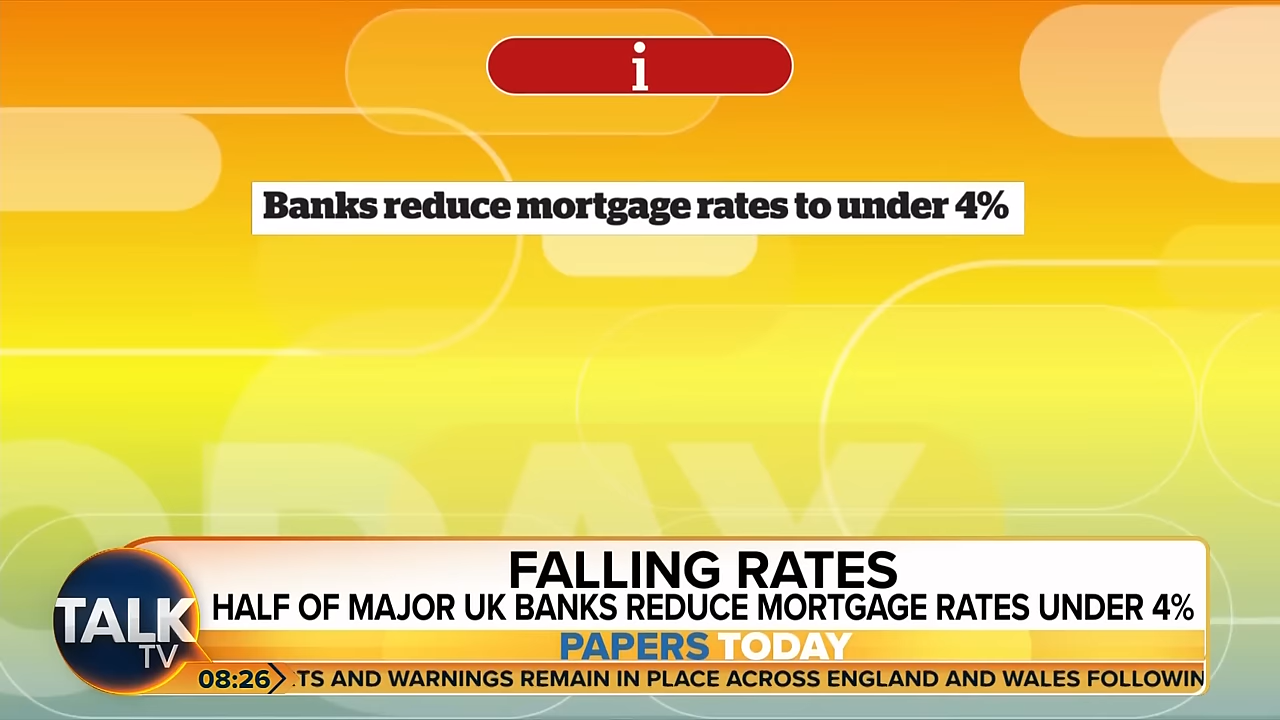 i
Banks reduce mortgage rates to under 4%
ODAY
FALLING RATES
HALF OF MAJOR UK BANKS REDUCE MORTGAGE RATES UNDER 4%
TALK
TV
PAPERS TODAY
08:26
.TS AND WARNINGS REMAIN IN PLACE ACROSS ENGLAND AND WALES FOLLOWIN